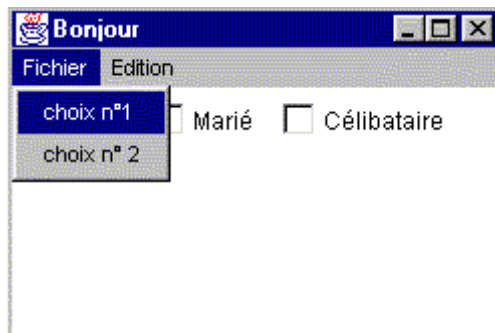 Bonjour
Fichier Edition
choix n°1
Marié Célibataire
choix n° 2